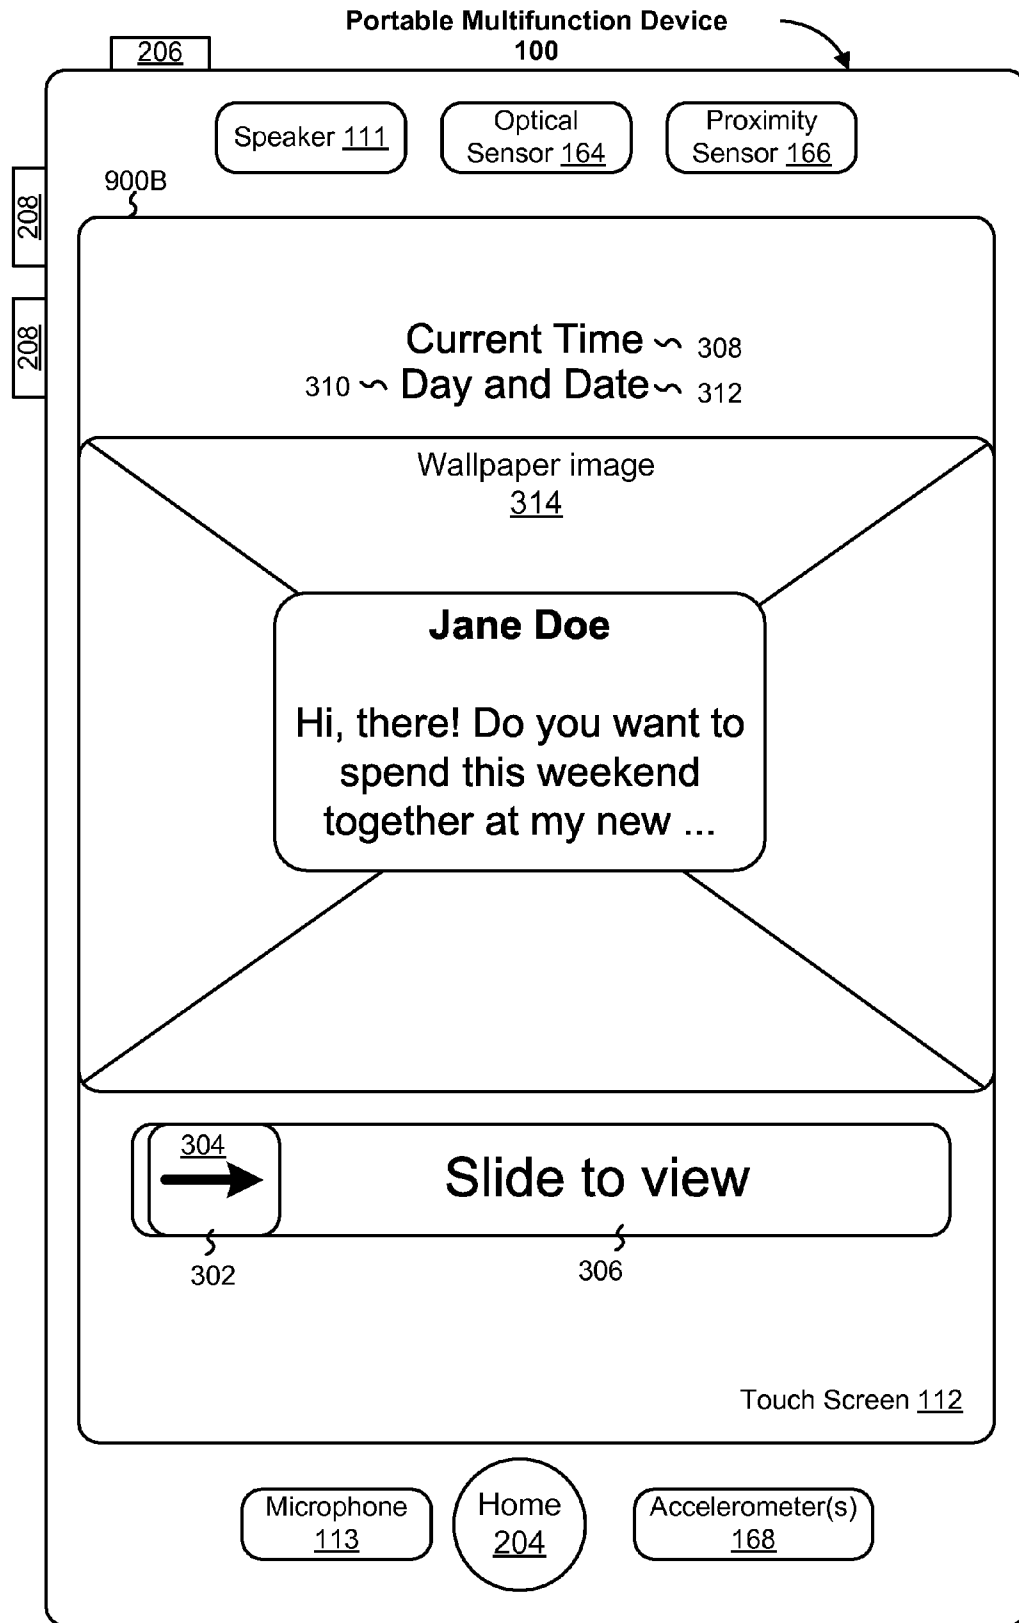 Portable Multifunction Device
100
206
Speaker 111
Optical
Sensor 164
Proximity
Sensor 166
900B
208
208
Current Time 308
310 Day and Date 312
Wallpaper image
314
Jane Doe
Hi, there! Do you want to
spend this weekend
together at my new ...
304
Slide to view
302
306
Touch Screen 112
Microphone
113
Home
204
Accelerometer(s)
168